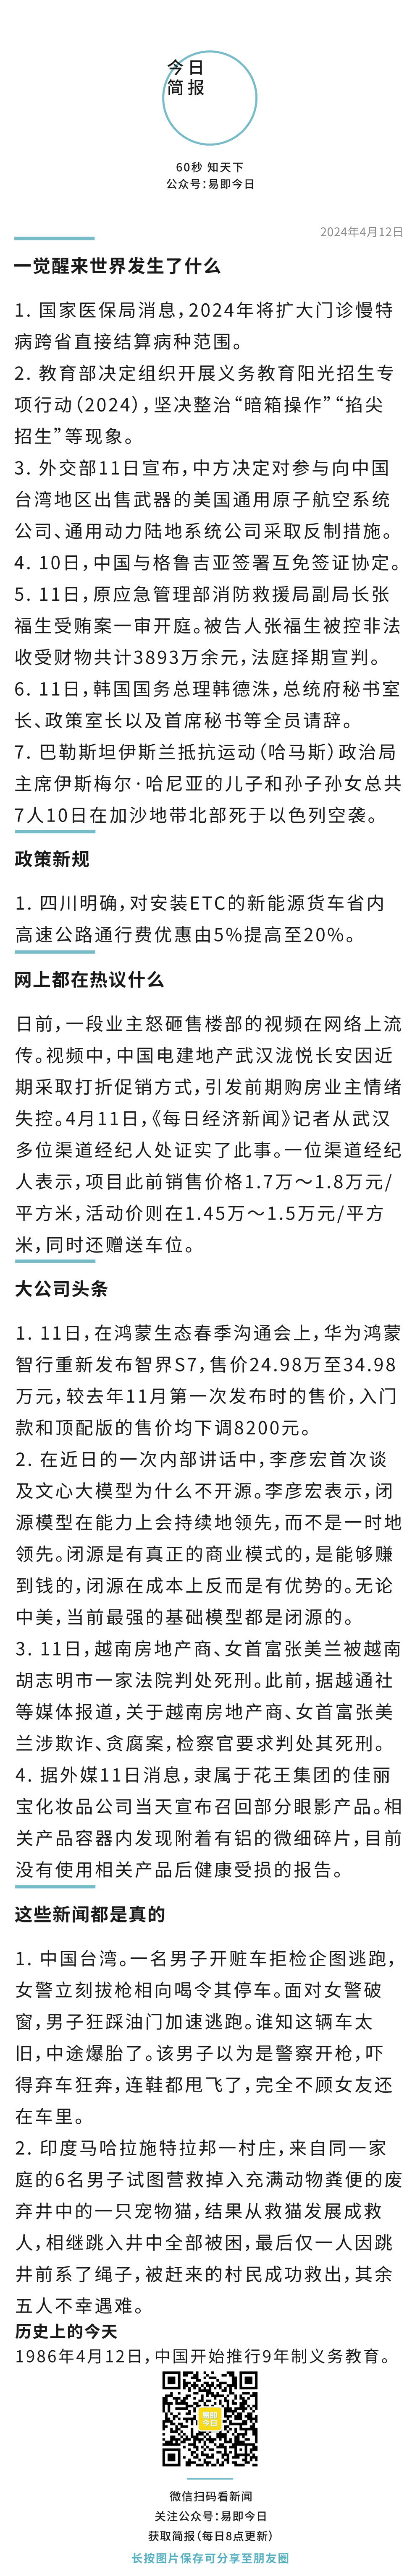 今日
简报
60秒 知天下
公众号：易即今日
2024年4月12日
一觉醒来世界发生了什么
1. 国家医保局消息，2024年将扩大门诊慢特
病跨省直接结算病种范围。
2. 教育部决定组织开展义务教育阳光招生专
项行动（2024），坚决整治“暗箱操作”“掐尖
招生”等现象。
3. 外交部11日宣布，中方决定对参与向中国
台湾地区出售武器的美国通用原子航空系统
公司、通用动力陆地系统公司采取反制措施。
4. 10日，中国与格鲁吉亚签署互免签证协定。
5. 11日，原应急管理部消防救援局副局长张
福生受贿案一审开庭。被告人张福生被控非法
收受财物共计3893万余元，法庭择期宣判。
6. 11日，韩国国务总理韩德洙，总统府秘书室
长、政策室长以及首席秘书等全员请辞。
7. 巴勒斯坦伊斯兰抵抗运动（哈马斯）政治局
主席伊斯梅尔·哈尼亚的儿子和孙子孙女总共
7人10日在加沙地带北部死于以色列空袭。
政策新规
1. 四川明确，对安装ETC的新能源货车省内
高速公路通行费优惠由5%提高至20%。
网上都在热议什么
日前，一段业主怒砸售楼部的视频在网络上流
传。视频中，中国电建地产武汉泷悦长安因近
期采取打折促销方式，引发前期购房业主情绪
失控。4月11日，《每日经济新闻》记者从武汉
多位渠道经纪人处证实了此事。一位渠道经纪
人表示，项目此前销售价格1.7万～1.8万元/
平方米，活动价则在1.45万～1.5万元/平方
米，同时还赠送车位。
大公司头条
1. 11日，在鸿蒙生态春季沟通会上，华为鸿蒙
智行重新发布智界S7，售价24.98万至34.98
万元，较去年11月第一次发布时的售价，入门
款和顶配版的售价均下调8200元。
2. 在近日的一次内部讲话中，李彦宏首次谈
及文心大模型为什么不开源。李彦宏表示，闭
源模型在能力上会持续地领先，而不是一时地
领先。闭源是有真正的商业模式的，是能够赚
到钱的，闭源在成本上反而是有优势的。无论
中美，当前最强的基础模型都是闭源的。
3. 11日，越南房地产商、女首富张美兰被越南
胡志明市一家法院判处死刑。此前，据越通社
等媒体报道，关于越南房地产商、女首富张美
兰涉欺诈、贪腐案，检察官要求判处其死刑。
4. 据外媒11日消息，隶属于花王集团的佳丽
宝化妆品公司当天宣布召回部分眼影产品。相
关产品容器内发现附着有铝的微细碎片，目前
没有使用相关产品后健康受损的报告。
这些新闻都是真的
1. 中国台湾。一名男子开赃车拒检企图逃跑，
女警立刻拔枪相向喝令其停车。面对女警破
窗，男子狂踩油门加速逃跑。谁知这辆车太
旧，中途爆胎了。该男子以为是警察开枪，吓
得弃车狂奔，连鞋都甩飞了，完全不顾女友还
在车里。
2. 印度马哈拉施特拉邦一村庄，来自同一家
庭的6名男子试图营救掉入充满动物粪便的废
弃井中的一只宠物猫，结果从救猫发展成救
人，相继跳入井中全部被困，最后仅一人因跳
井前系了绳子，被赶来的村民成功救出，其余
五人不幸遇难。
历史上的今天
1986年4月12日，中国开始推行9年制义务教育。
易即
今日
微信扫码看新闻
关注公众号：易即今日
获取简报（每日8点更新）
长按图片保存可分享至朋友圈